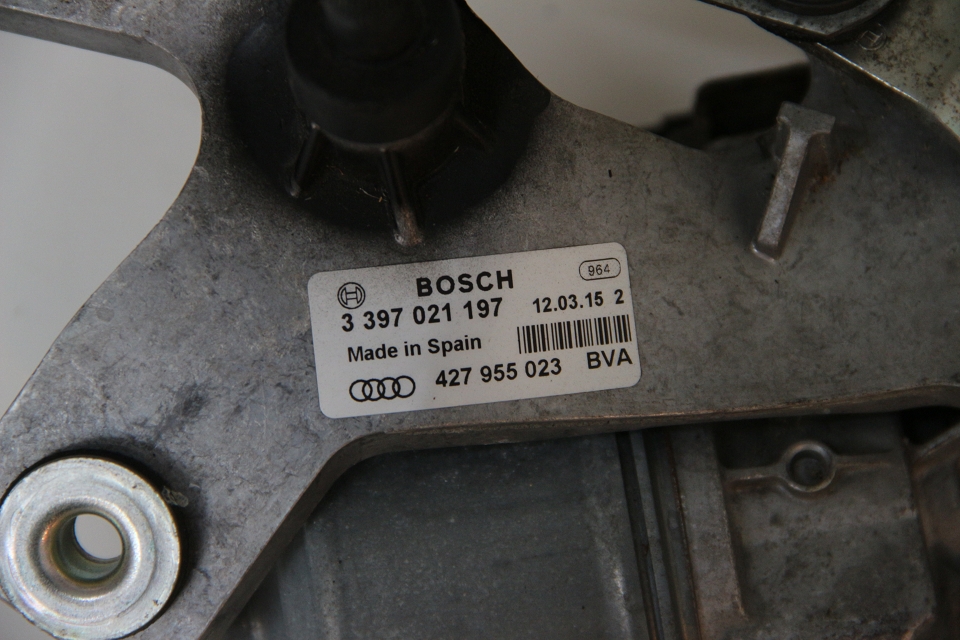 BOSCH
964
3 397 021 197
12.03.15 2
Made in Spain
427 955 023
BVA